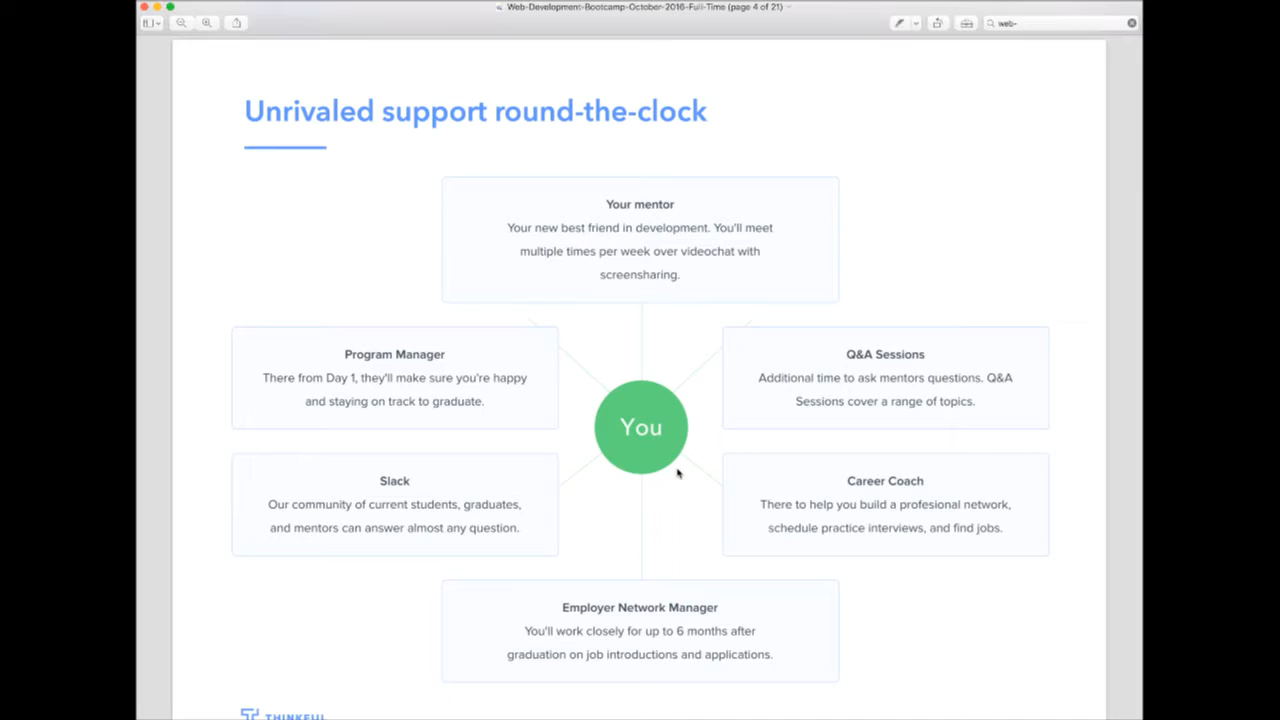 Web-Development-Bootcamp-October-2016-Full-Time (page 4 of 21)
web-
Unrivaled support round-the-clock
Your mentor
Your new best friend in development. You'll meet
multiple times per week over videochat with
screensharing.
Program Manager
There from Day 1, they'll make sure you're happy
and staying on track to graduate.
Q&A Sessions
Additional time to ask mentors questions. Q&A
Sessions cover a range of topics.
You
Slack
Our community of current students, graduates,
and mentors can answer almost any question.
Career Coach
There to help you build a profesional network,
schedule practice interviews, and find jobs.
Employer Network Manager
You'll work closely for up to 6 months after
graduation on job introductions and applications.
THINKFUL